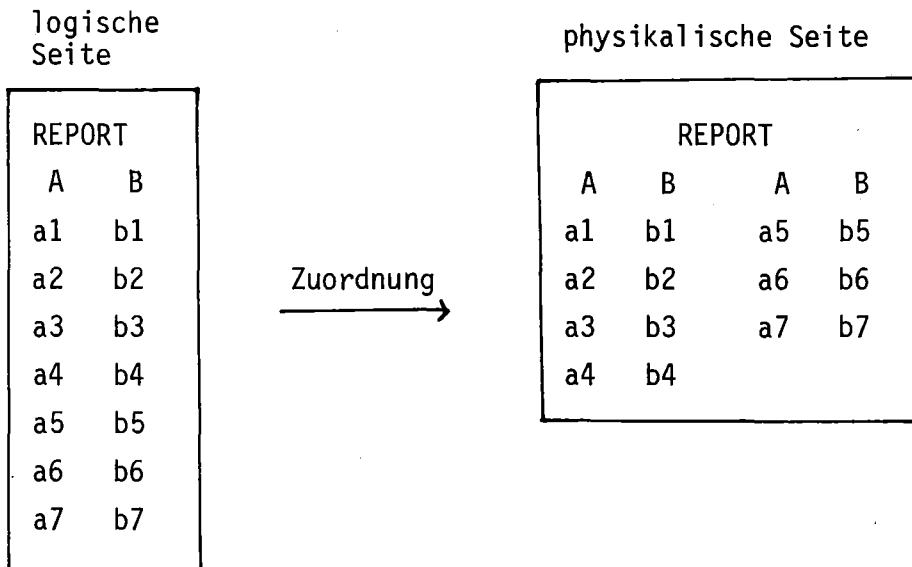 logische
Seite
REPORT
A B
a1 b1
a2 b2
a3 b3
a4 b4
a5 b5
a6 b6
a7 b7
Zuordnung
physikalische Seite
REPORT
A B A B
a1 b1 a5 b5
a2 b2 a6 b6
a3 b3 a7 b7
a4 b4